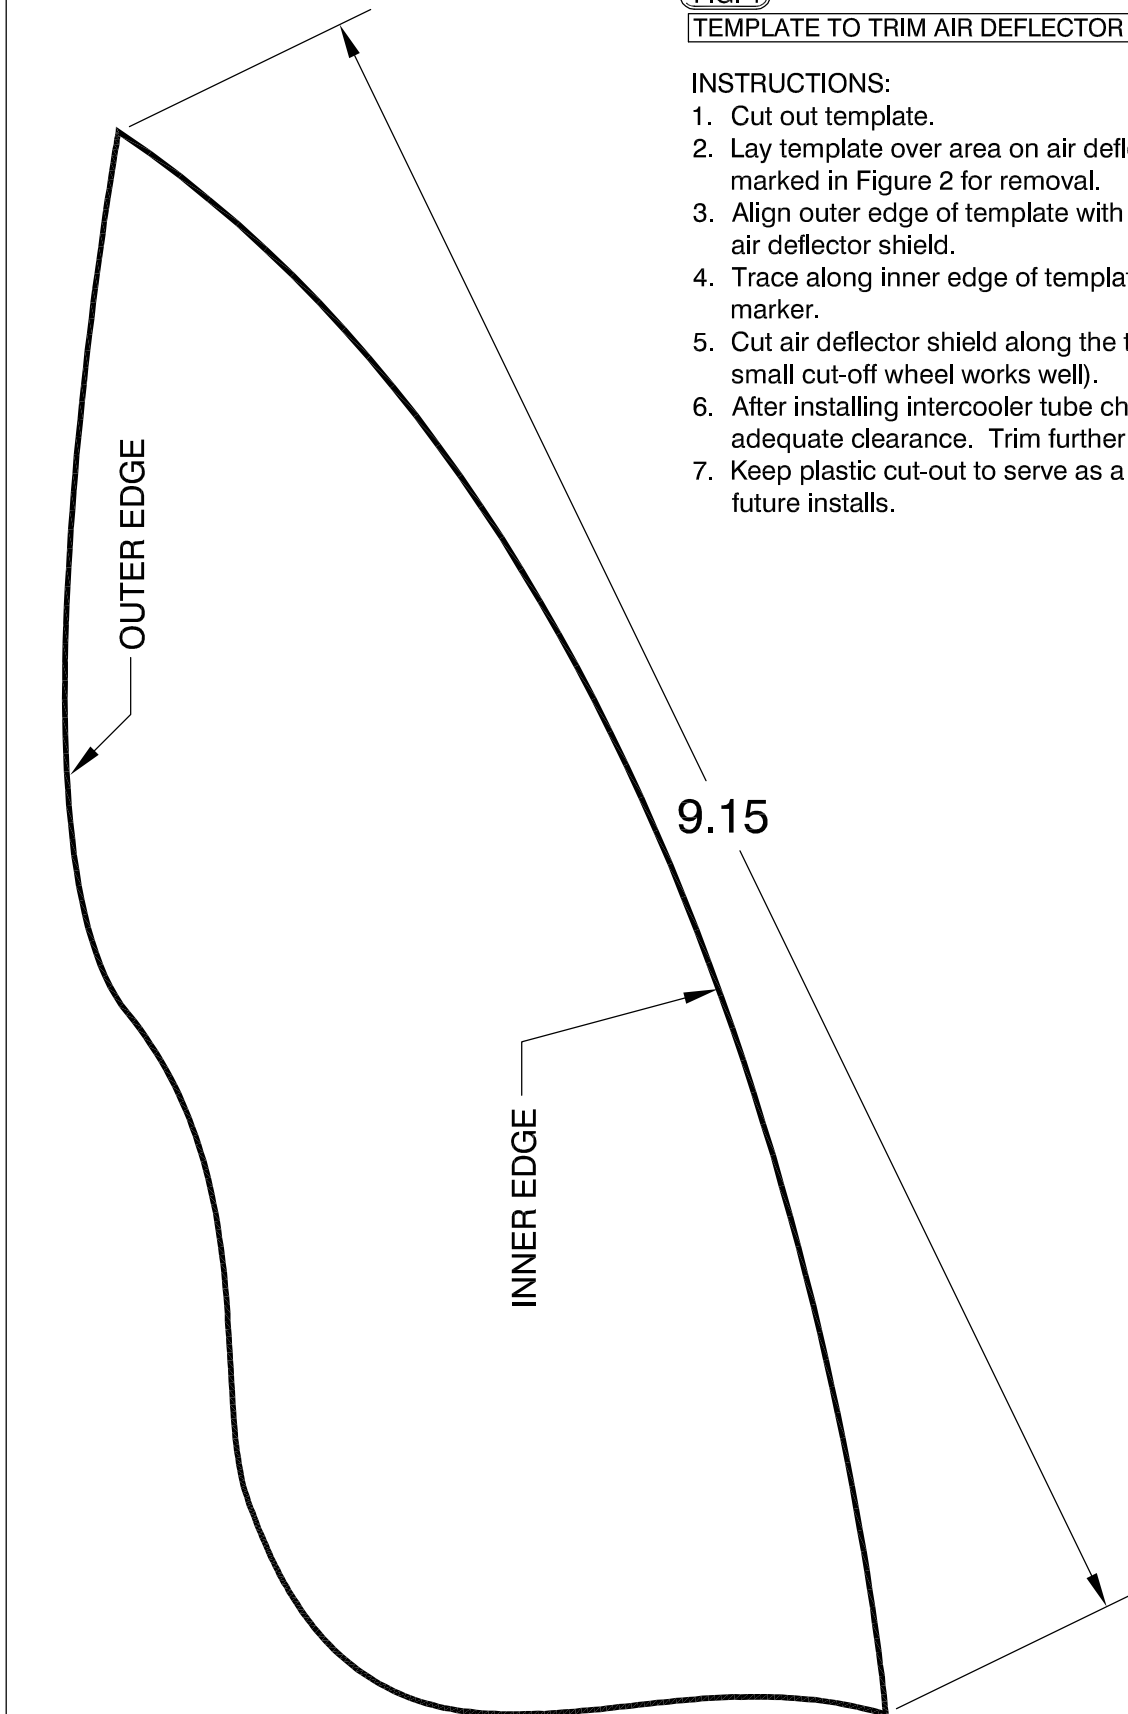 TEMPLATE TO TRIM AIR DEFLECTOR
INSTRUCTIONS:
1. Cut out template.
2. Lay template over area on air
marked in Figure 2 for removal.
3. Align outer edge of template with
air deflector shield.
4. Trace along inner edge of
marker.
5. Cut air deflector shield along the
small cut-off wheel works well).
6. After installing intercooler tube
adequate clearance. Trim further
7. Keep plastic cut-out to serve as a
future installs.
OUTER EDGE
9.15
INNER EDGE